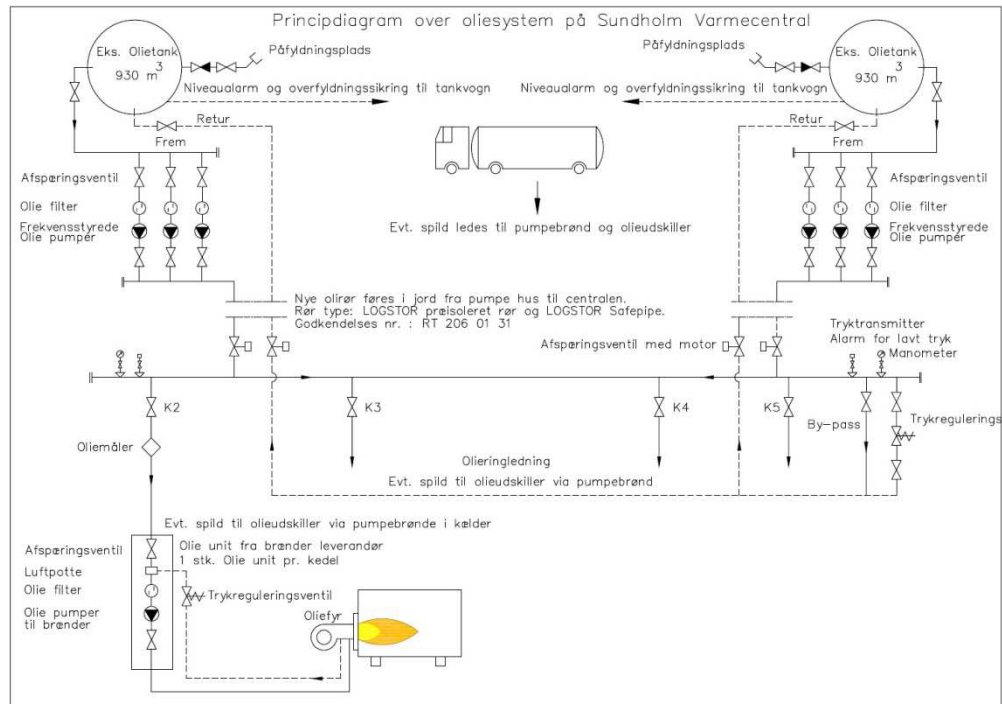 Principdiagram over oliesystem på Sundholm Varmecentral
Eks. Olietank
930 m3
Påfyldningsplads
Påfyldningsplads
Eks. Olietank
930 m3
Niveaualarm og overfyldningssikring til tankvogn
Niveaualarm og overfyldningssikring til tankvogn
Retur
Retur
Frem
Frem
Afspæringsventil
Olie filter
Frekvensstyrede
Olie pumper
Evt. spild ledes til pumpebrønd og olieudskiller
Afspæringsventil
Olie filter
Frekvensstyrede
Olie pumper
Nye olirør føres i jord fra pumpe hus til centralen.
Rør type: LOGSTOR præisoleret rør og LOGSTOR Safepipe.
Godkendelses nr. : RT 206 01 31
Afspæringsventil med motor
Tryktransmitter
Alarm for lavt tryk
Manometer
K2
K3
K4
K5
By-pass
Trykregulerings
Oliemåler
Olieringledning
Evt. spild til olieudskiller via pumpebrønd
Evt. spild til olieudskiller via pumpebrønde i kælder
Afspæringsventil
Luftpotte
Olie filter
Olie pumper
til brænder
Olie unit fra brænder leverandør
1 stk. Olie unit pr. kedel
Trykreguleringsventil
Oliefyr